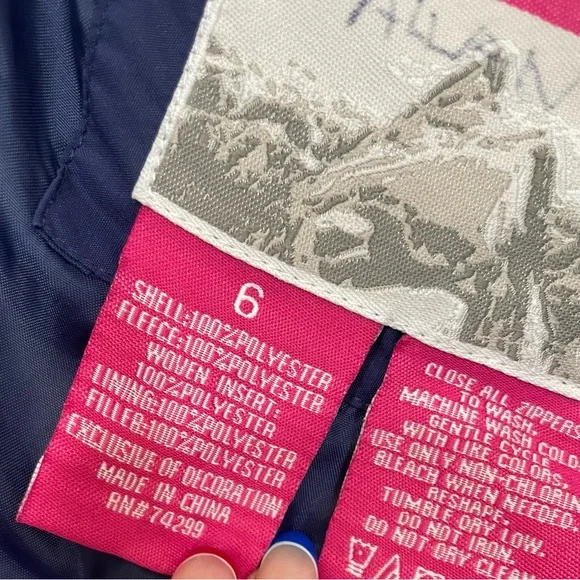 ALLAN
6
SHELL:100%POLYESTER
FLEECE:100%POLYESTER
WOVEN INSERT:
100%POLYESTER
LINING:100%POLYESTER
FILLER:100%POLYESTER
EXCLUSIVE OF DECORATION
MADE IN CHINA
RN# 74299
CLOSE ALL ZIPPERS
TO WASH.
MACHINE WASH COLD
GENTLE CYCLE.
WITH LIKE COLORS.
USE ONLY NON-CHLORINE
BLEACH WHEN NEEDED.
RESHAPE.
TUMBLE DRY LOW.
DO NOT IRON.
DO NOT DRY CLEAN